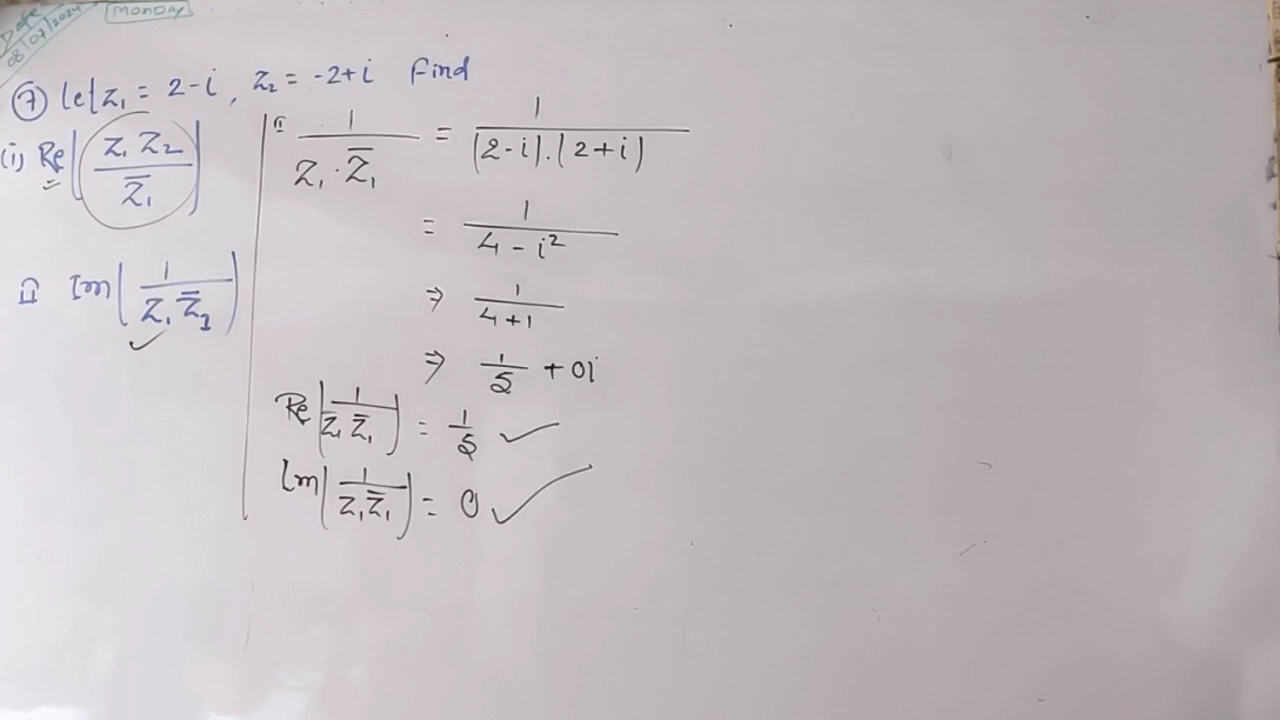 Date
08/07/2024
MONDAY
⑦ let z₁ = 2-i, z₂ = -2+i find
(i) Re(z₁ z₂ / z̄₁)
ii Im(1 / z₁ z̄₁)
ii 1 / z₁·z̄₁ = 1 / (2-i).(2+i)
= 1 / 4-i²
⇒ 1 / 4+1
⇒ 1/5 + 0i
Re(1 / z₁ z̄₁) = 1/5 ✓
Im(1 / z₁ z̄₁) = 0 ✓